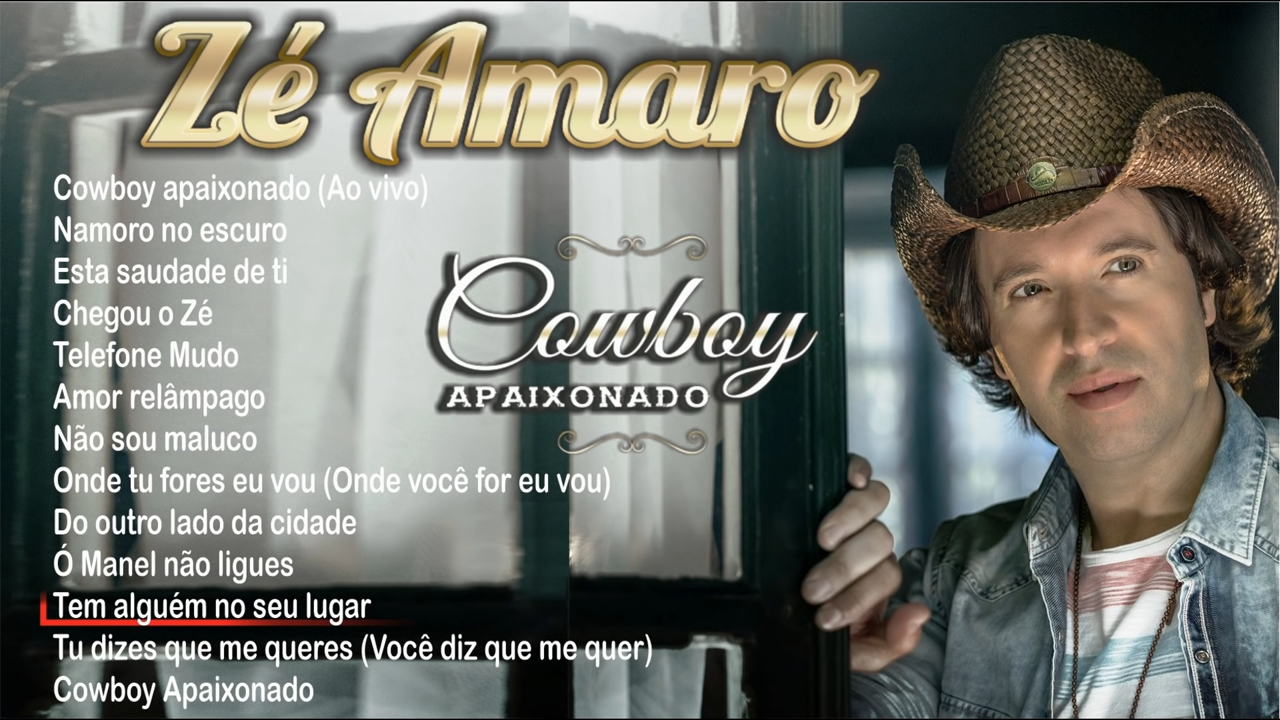 Zé Amaro
Cowboy apaixonado (Ao vivo)
Namoro no escuro
Esta saudade de ti
Chegou o Zé
Telefone Mudo
Amor relâmpago
Não sou maluco
Onde tu fores eu vou (Onde você for eu vou)
Do outro lado da cidade
Ó Manel não ligues
Tem alguém no seu lugar
Tu dizes que me queres (Você diz que me quer)
Cowboy Apaixonado
Cowboy
APAIXONADO